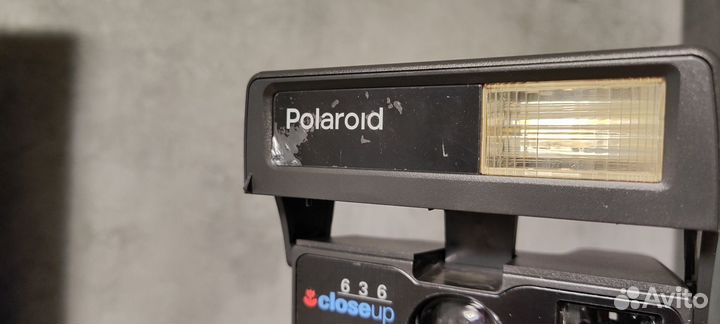 Polaroid
636
closeup
Avito